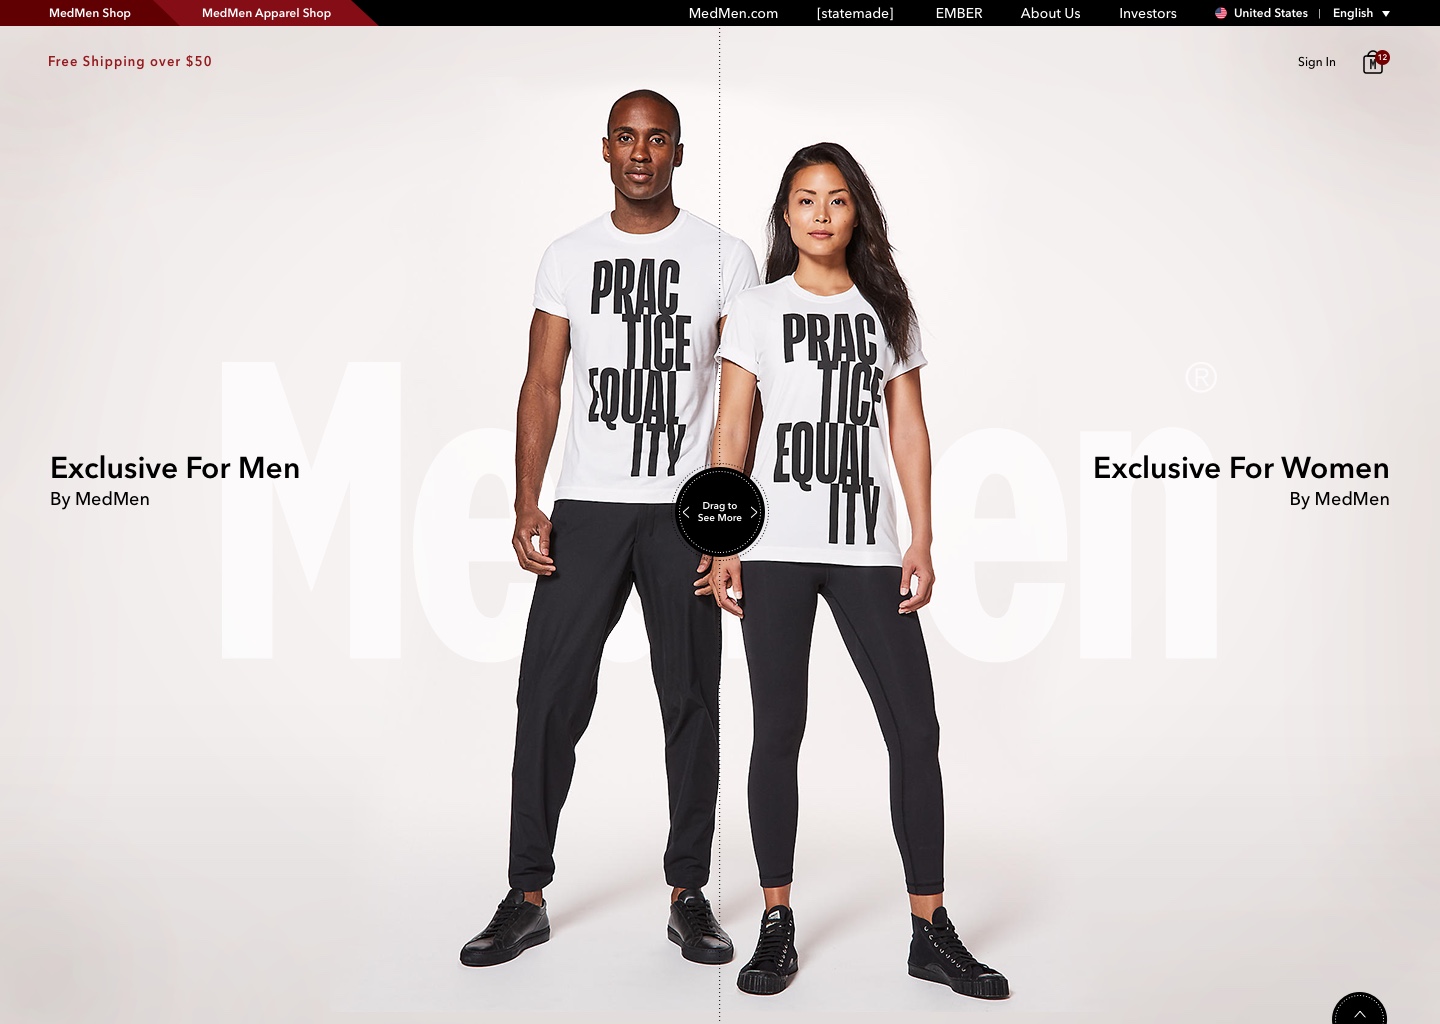 MedMen Shop
MedMen Apparel Shop
MedMen.com
[statemade]
EMBER
About Us
Investors
United States | English
Free Shipping over $50
Sign In
M
12
PRAC
TICE
EQUAL
ITY
PRAC
TICE
EQUAL
ITY
MedMen®
Exclusive For Men
By MedMen
Drag to
See More
Exclusive For Women
By MedMen